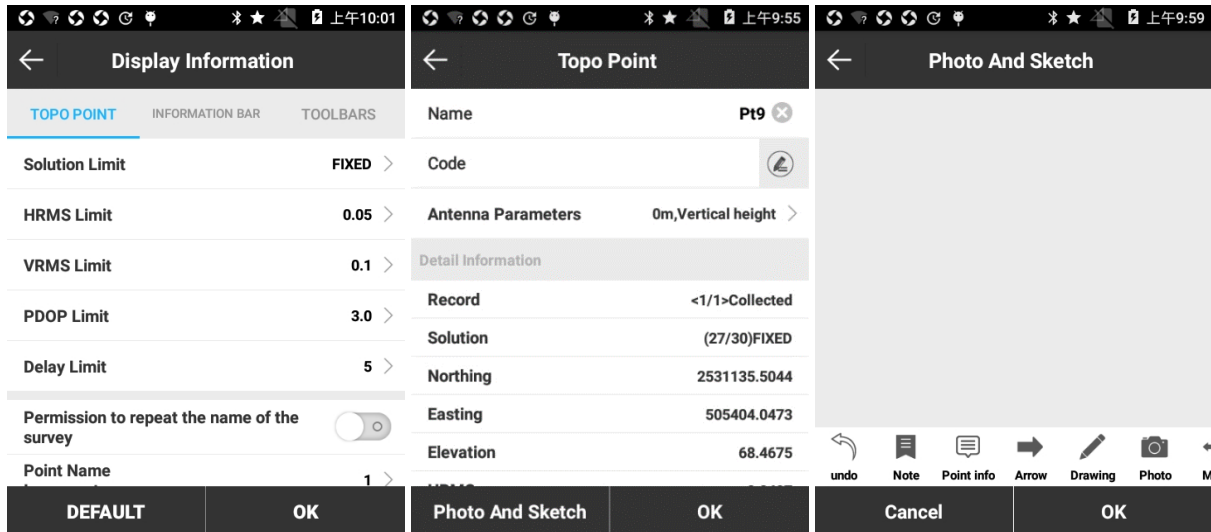 上午10:01
Display Information
TOPO POINT INFORMATION BAR TOOLBARS
Solution Limit FIXED
HRMS Limit 0.05
VRMS Limit 0.1
PDOP Limit 3.0
Delay Limit 5
Permission to repeat the name of the
survey
Point Name
1
DEFAULT OK
上午9:55
Topo Point
Name Pt9
Code
Antenna Parameters 0m,Vertical height
Detail Information
Record <1/1>Collected
Solution (27/30)FIXED
Northing 2531135.5044
Easting 505404.0473
Elevation 68.4675
Photo And Sketch OK
上午9:59
Photo And Sketch
undo Note Point info Arrow Drawing Photo M
Cancel OK